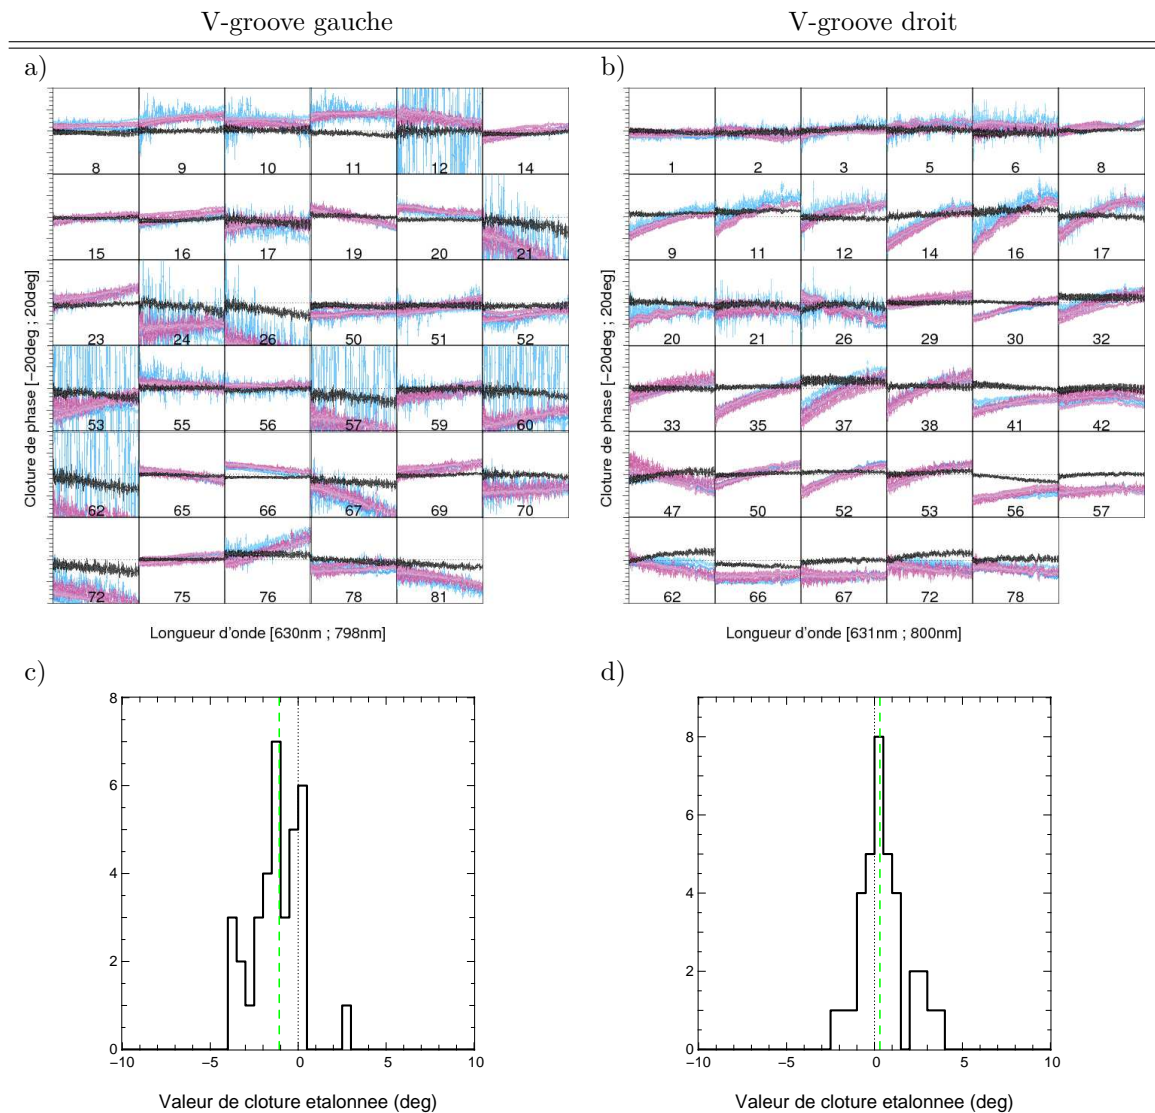 V-groove gauche V-groove droit
a) b)
Cloture de phase [-20deg ; 20deg]
8 9 10 11 12 14
15 16 17 19 20 21
23 24 26 50 51 52
53 55 56 57 59 60
62 65 66 67 69 70
72 75 76 78 81
Longueur d'onde [630nm ; 798nm]
Cloture de phase [-20deg ; 20deg]
1 2 3 5 6 8
9 11 12 14 16 17
20 21 26 29 30 32
33 35 37 38 41 42
47 50 52 53 56 57
62 66 67 72 78
Longueur d'onde [631nm ; 800nm]
c) d)
8
6
4
2
0
−10 −5 0 5 10
Valeur de cloture etalonnee (deg)
8
6
4
2
0
−10 −5 0 5 10
Valeur de cloture etalonnee (deg)